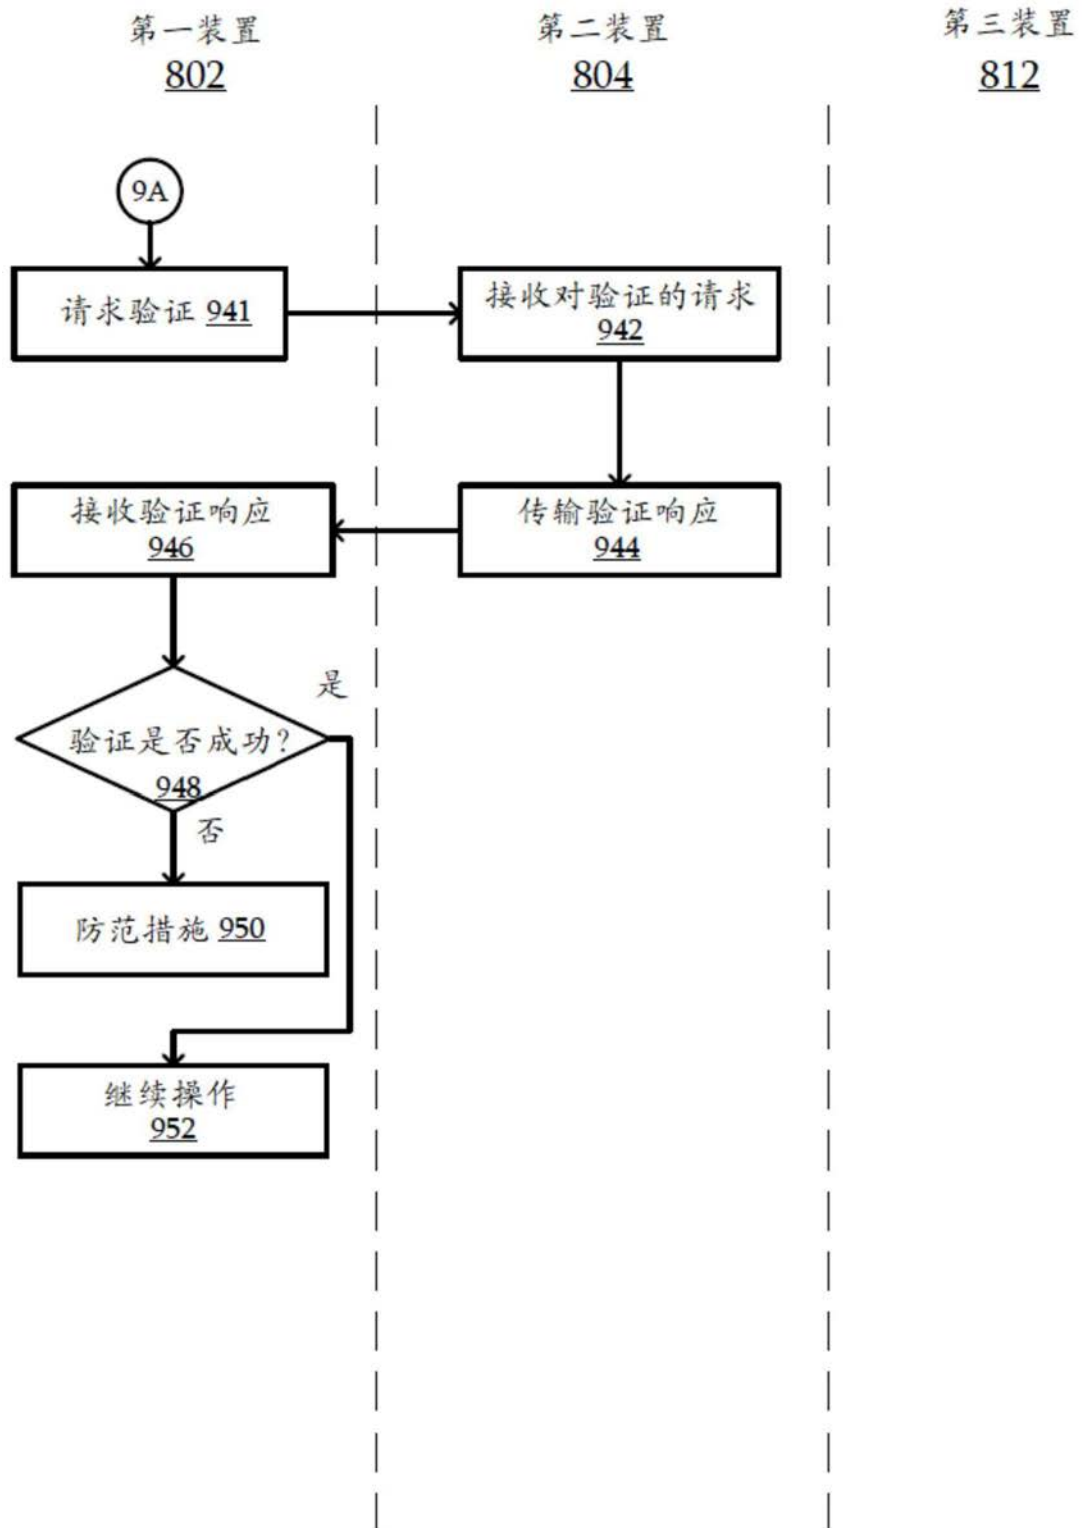 第一装置
802
第二装置
804
第三装置
812
9A
请求验证 941
接收对验证的请求
942
接收验证响应
946
传输验证响应
944
是
验证是否成功?
948
否
防范措施 950
继续操作
952